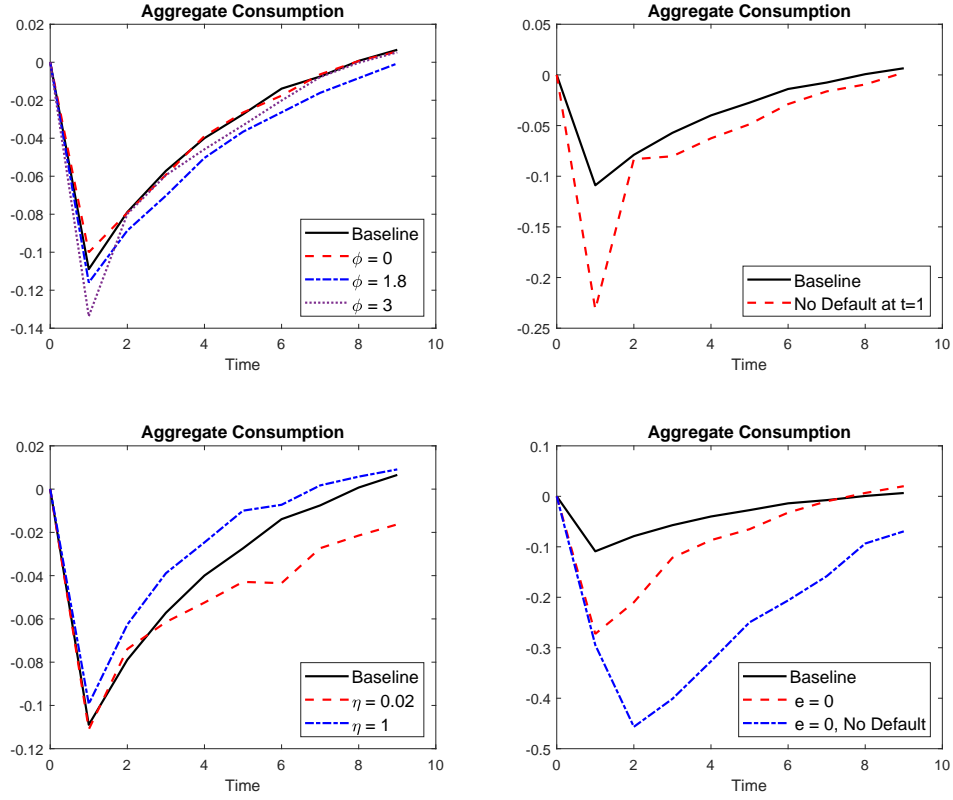 Aggregate Consumption
0.02
0
-0.02
-0.04
-0.06
-0.08
-0.1
-0.12
-0.14
0 2 4 6 8 10
Time
Baseline
ϕ = 0
ϕ = 1.8
ϕ = 3
Aggregate Consumption
0.05
0
-0.05
-0.1
-0.15
-0.2
-0.25
0 2 4 6 8 10
Time
Baseline
No Default at t=1
Aggregate Consumption
0.02
0
-0.02
-0.04
-0.06
-0.08
-0.1
-0.12
0 2 4 6 8 10
Time
Baseline
η = 0.02
η = 1
Aggregate Consumption
0.1
0
-0.1
-0.2
-0.3
-0.4
-0.5
0 2 4 6 8 10
Time
Baseline
e = 0
e = 0, No Default